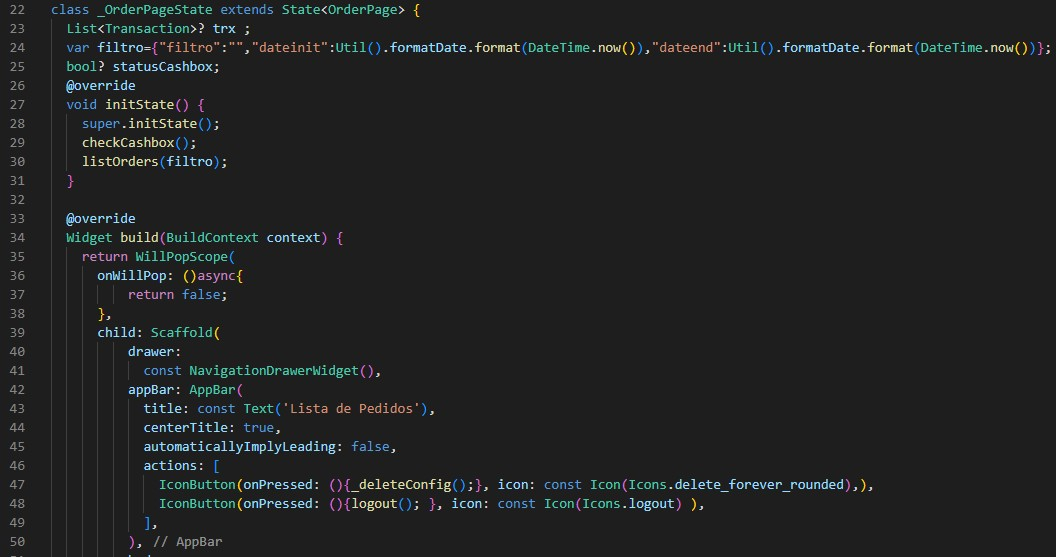 22 class _OrderPageState extends State<OrderPage> {
23   List<Transaction>? trx ;
24   var filtro={"filtro":"","dateinit":Util().formatDate.format(DateTime.now()),"dateend":Util().formatDate.format(DateTime.now())};
25   bool? statusCashbox;
26   @override
27   void initState() {
28     super.initState();
29     checkCashbox();
30     listOrders(filtro);
31   }
32
33   @override
34   Widget build(BuildContext context) {
35     return WillPopScope(
36       onWillPop: ()async{
37           return false;
38       },
39       child: Scaffold(
40           drawer:
41             const NavigationDrawerWidget(),
42           appBar: AppBar(
43             title: const Text('Lista de Pedidos'),
44             centerTitle: true,
45             automaticallyImplyLeading: false,
46             actions: [
47               IconButton(onPressed: (){_deleteConfig();}, icon: const Icon(Icons.delete_forever_rounded),),
48               IconButton(onPressed: (){logout(); }, icon: const Icon(Icons.logout) ),
49             ],
50           ), // AppBar